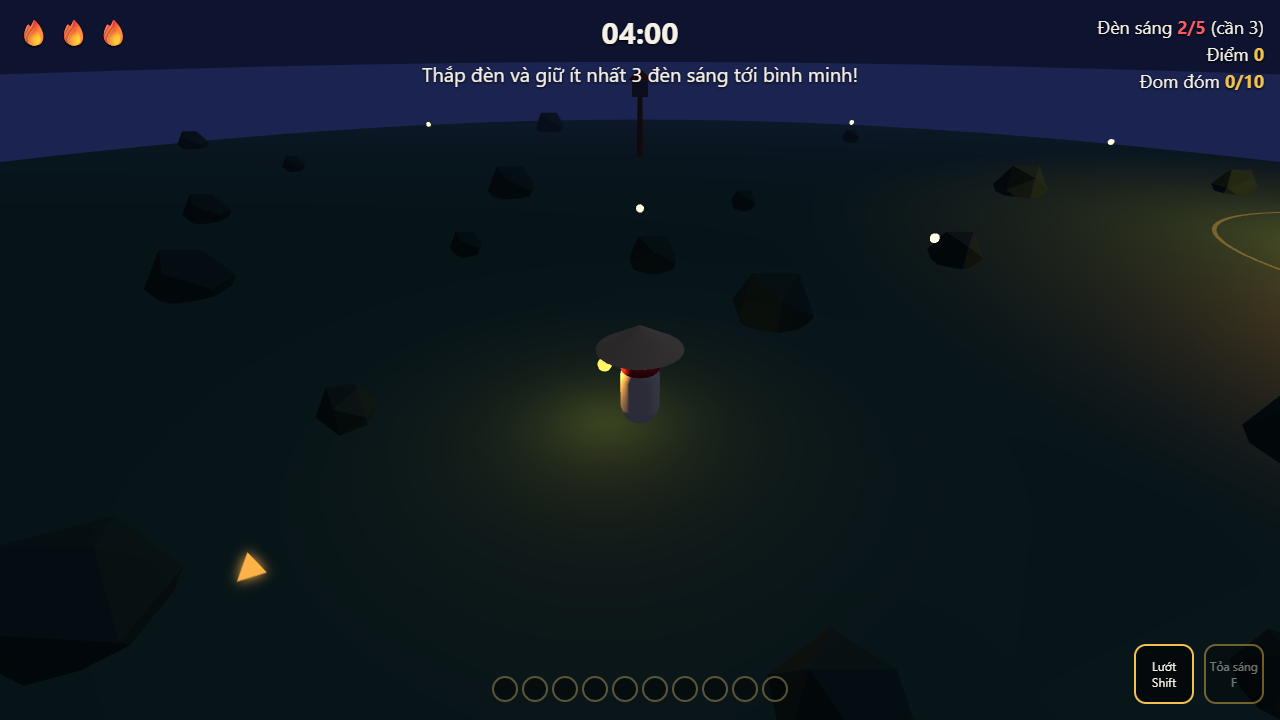 04:00
Thắp đèn và giữ ít nhất 3 đèn sáng tới bình minh!
Đèn sáng 2/5 (cần 3)
Điểm 0
Đom đóm 0/10
Lướt
Shift
Tỏa sáng
F